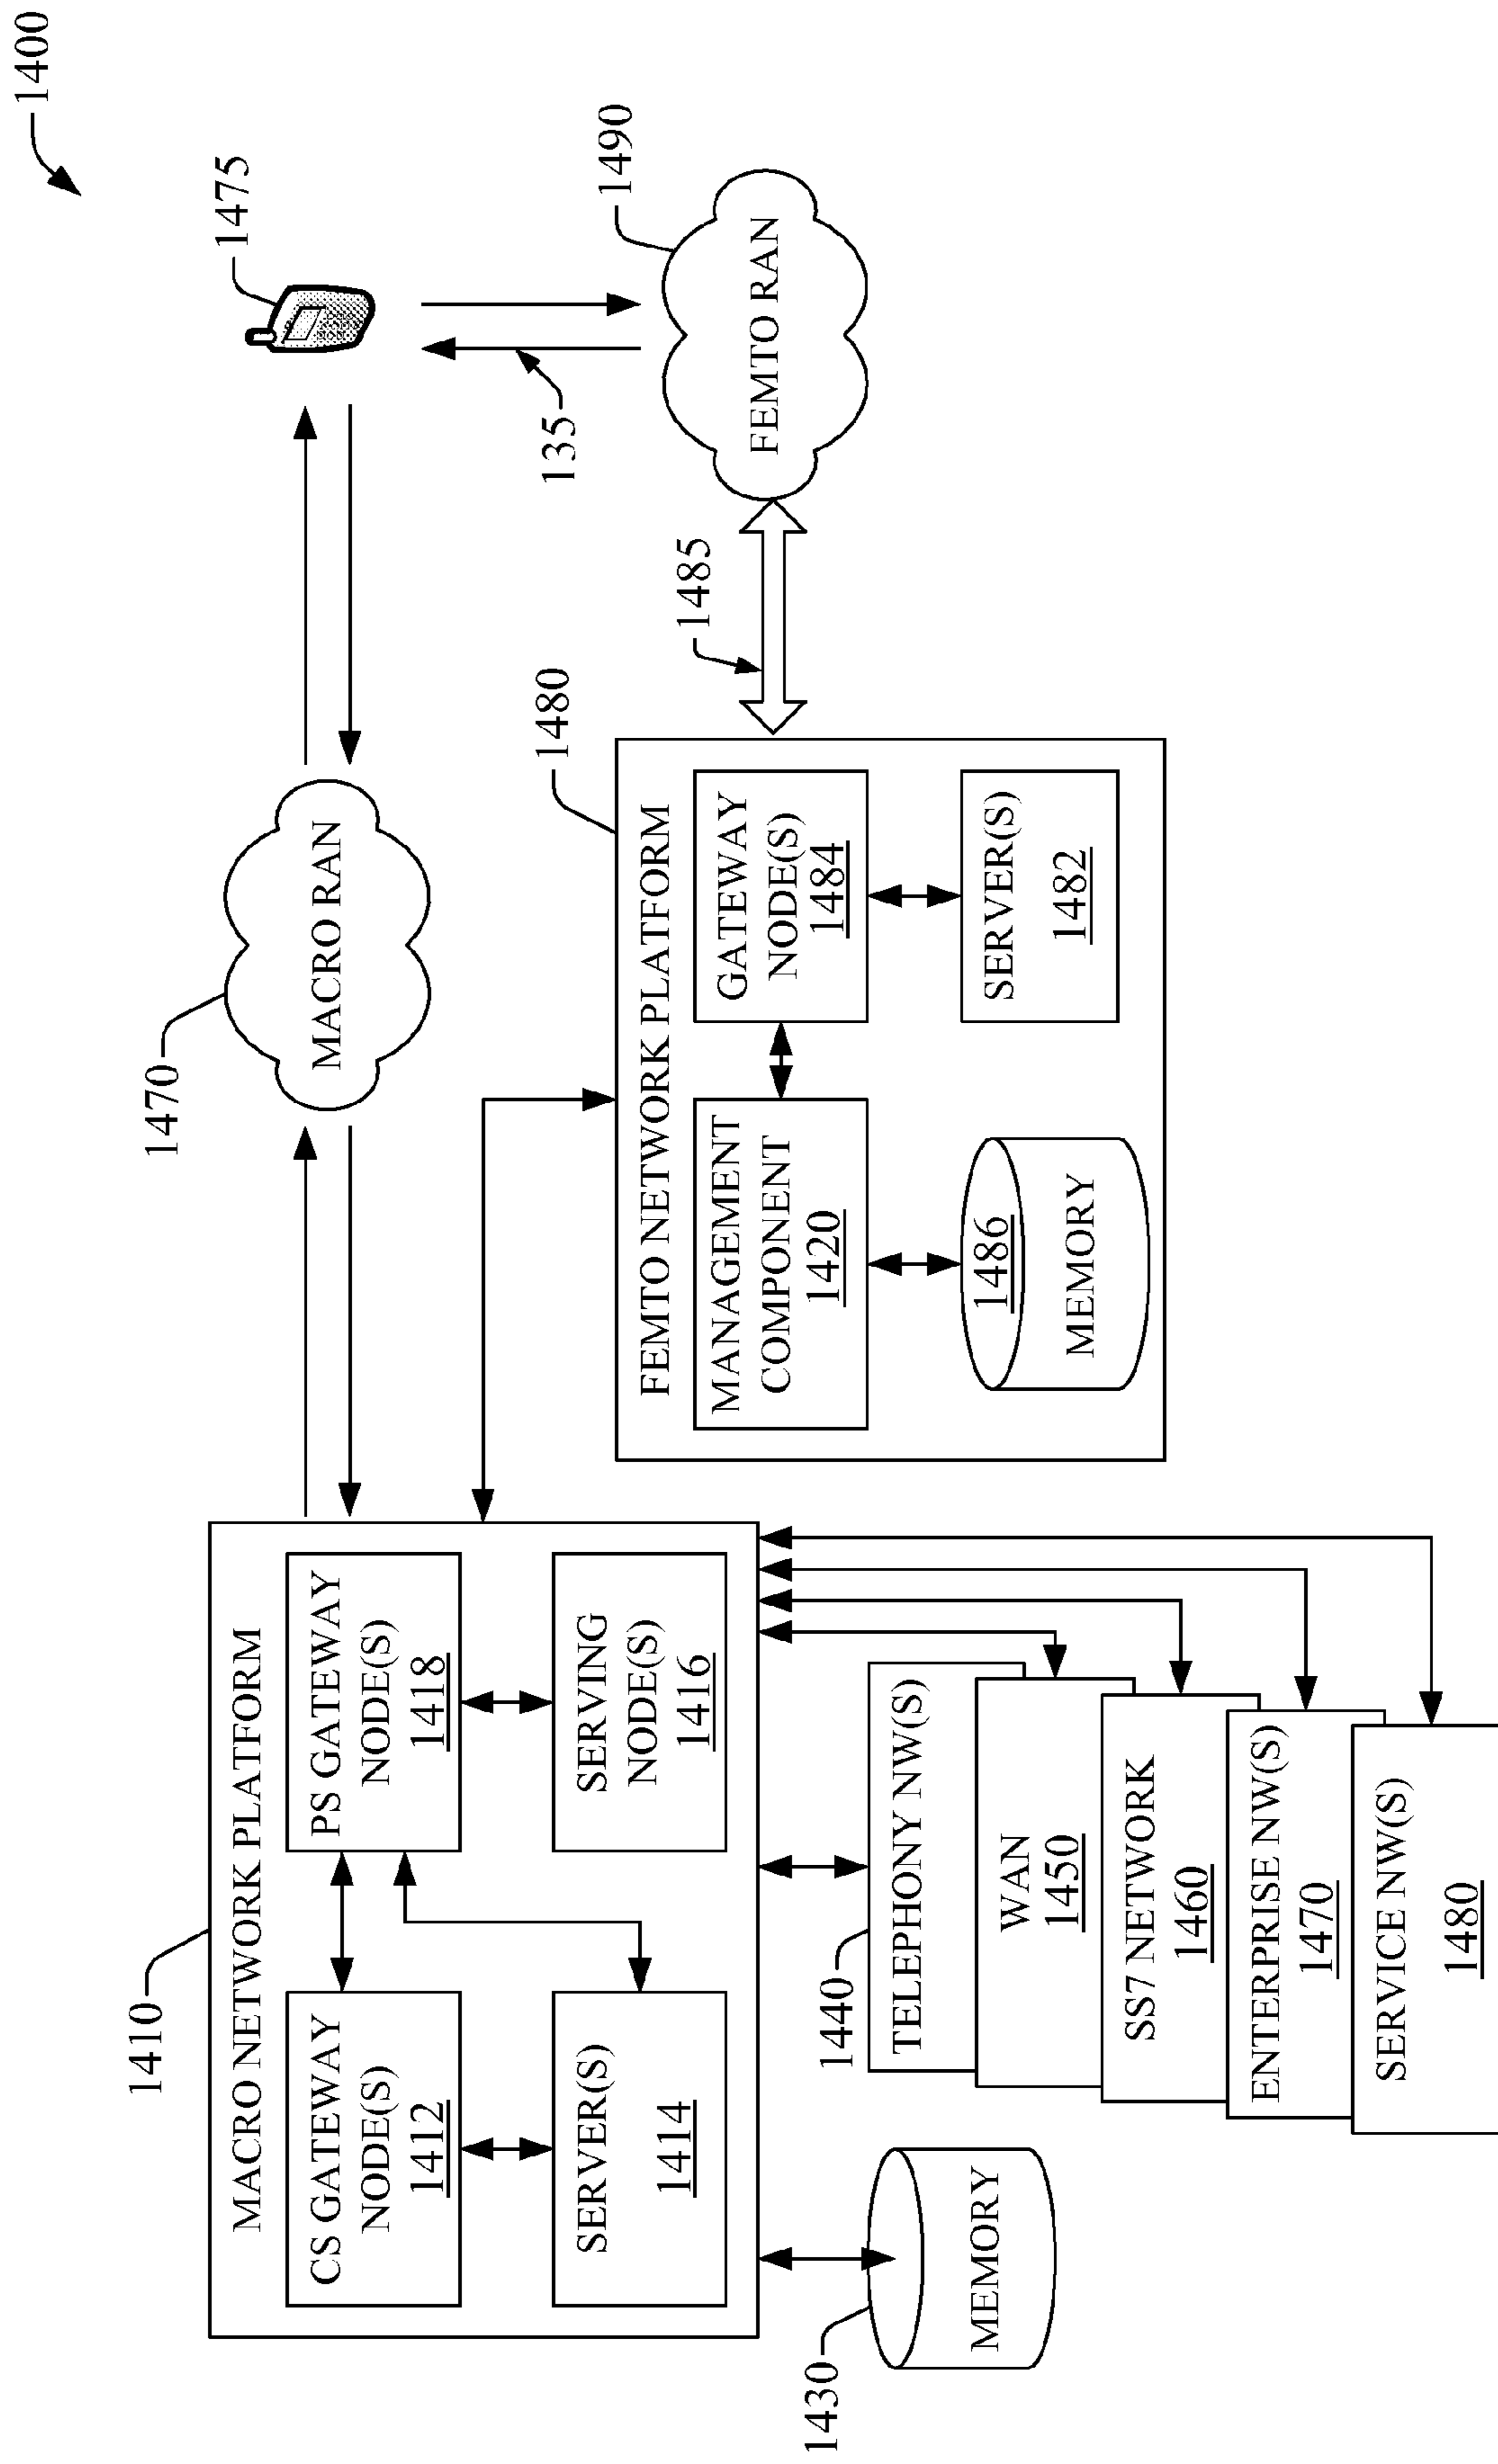 1400
1475
1470
MACRO RAN
1410
MACRO NETWORK PLATFORM
CS GATEWAY
NODE(S)
1412
PS GATEWAY
NODE(S)
1418
SERVER(S)
1414
SERVING
NODE(S)
1416
135
1490
FEMTO RAN
1485
1480
FEMTO NETWORK PLATFORM
MANAGEMENT
COMPONENT
1420
GATEWAY
NODE(S)
1484
1486
MEMORY
SERVER(S)
1482
1430
MEMORY
1440
TELEPHONY NW(S)
WAN
1450
SS7 NETWORK
1460
ENTERPRISE NW(S)
1470
SERVICE NW(S)
1480